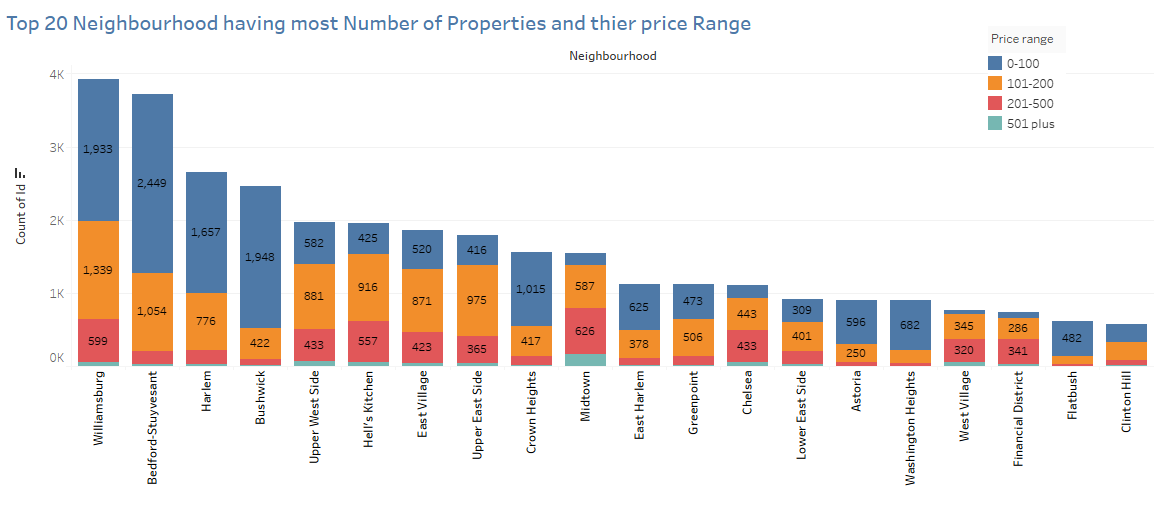 Top 20 Neighbourhood having most Number of Properties and thier price Range
Neighbourhood
Price range
0-100
101-200
201-500
501 plus
Count of Id
4K
3K
2K
1K
0K
1,933
1,339
599
2,449
1,054
1,657
776
1,948
422
582
881
433
425
916
557
520
871
423
416
975
365
1,015
417
587
626
625
378
473
506
443
433
309
401
596
250
682
345
320
286
341
482
Williamsburg
Bedford-Stuyvesant
Harlem
Bushwick
Upper West Side
Hell's Kitchen
East Village
Upper East Side
Crown Heights
Midtown
East Harlem
Greenpoint
Chelsea
Lower East Side
Astoria
Washington Heights
West Village
Financial District
Flatbush
Clinton Hill